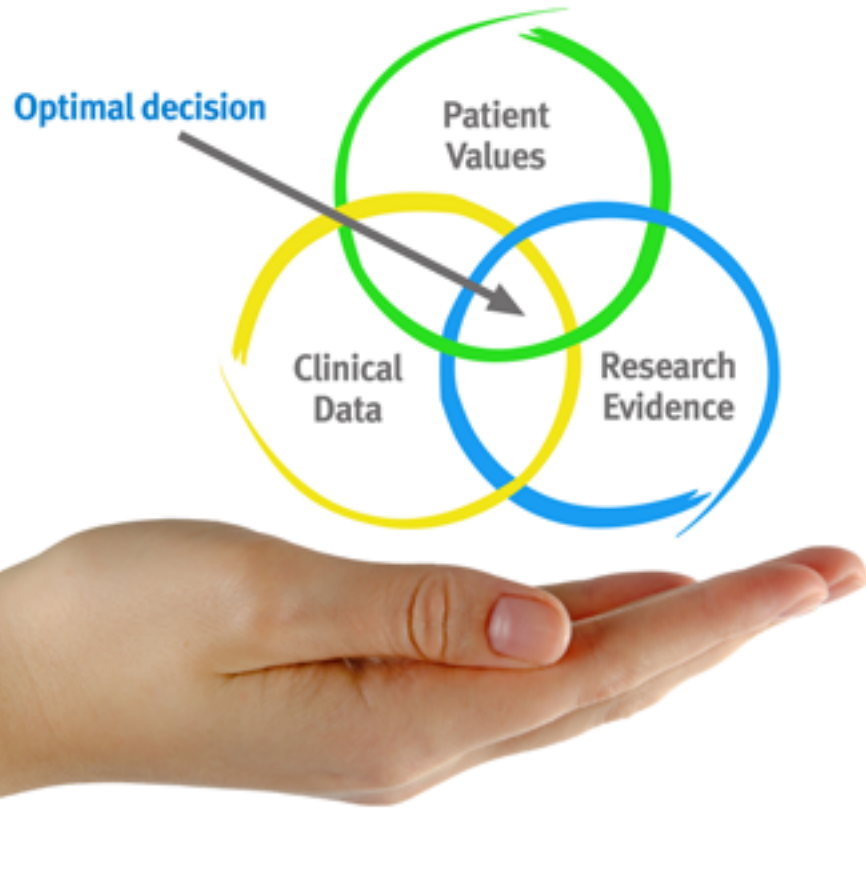 Optimal decision
Patient
Values
Clinical
Data
Research
Evidence